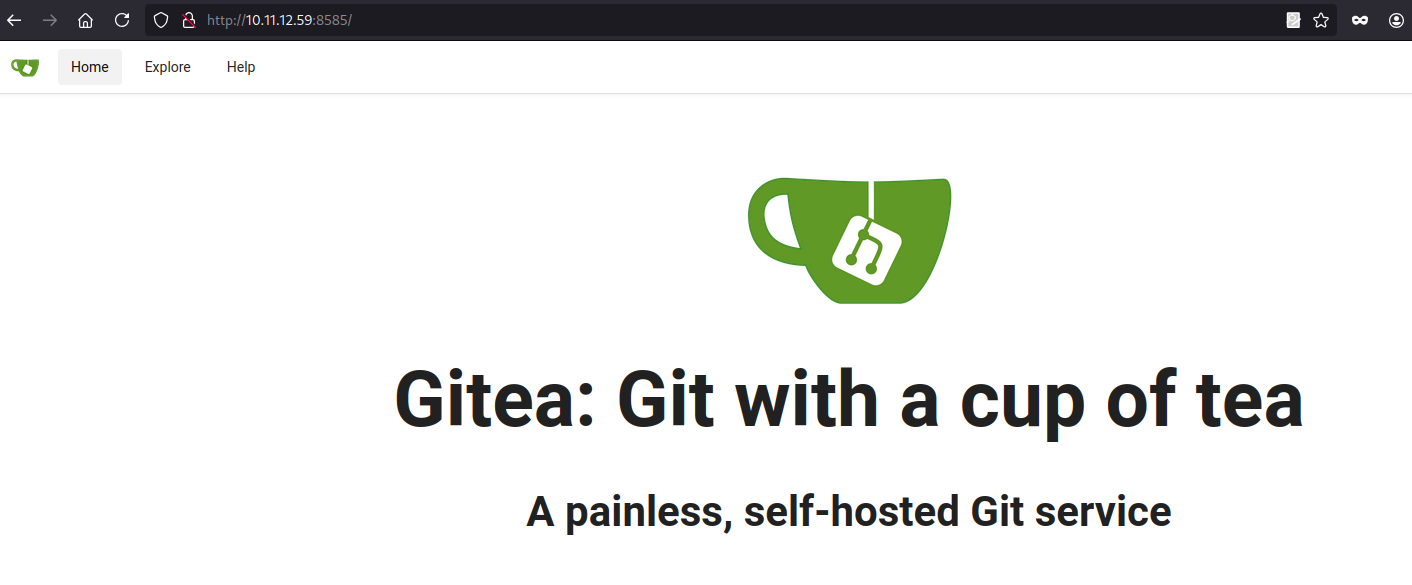 http://10.11.12.59:8585/
Home Explore Help
Gitea: Git with a cup of tea
A painless, self-hosted Git service